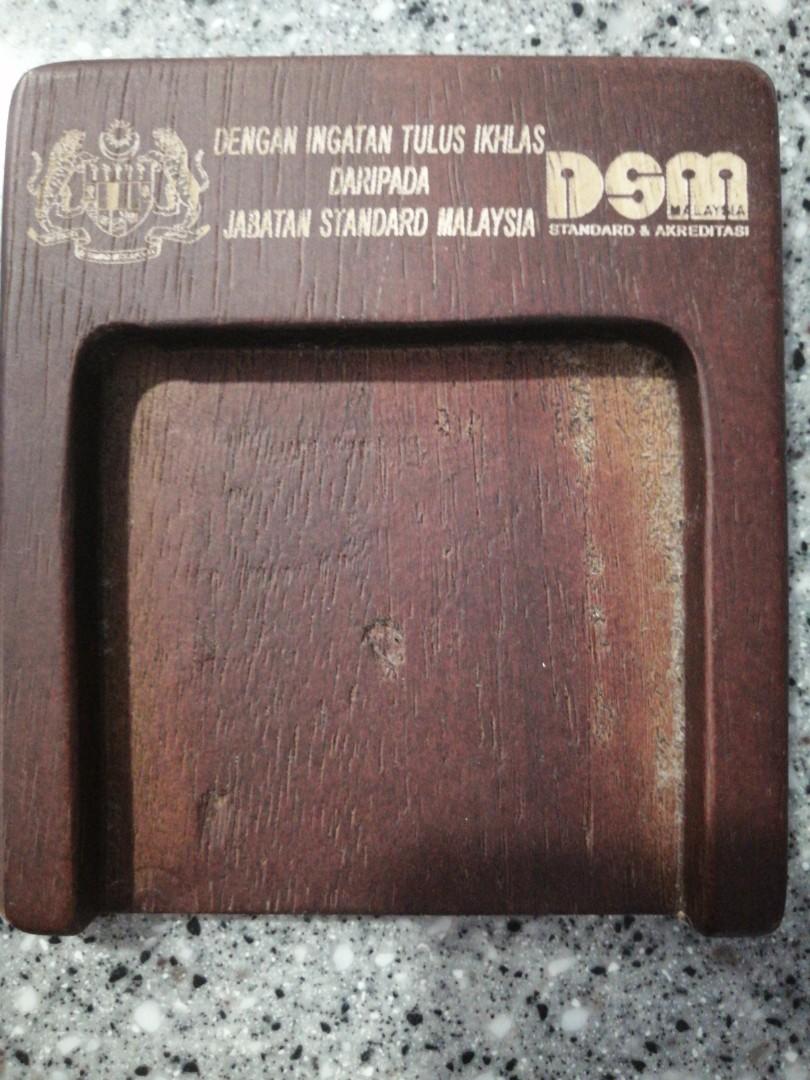 DENGAN INGATAN TULUS IKHLAS
DARIPADA
JABATAN STANDARD MALAYSIA
DSM
MALAYSIA
STANDARD & AKREDITASI